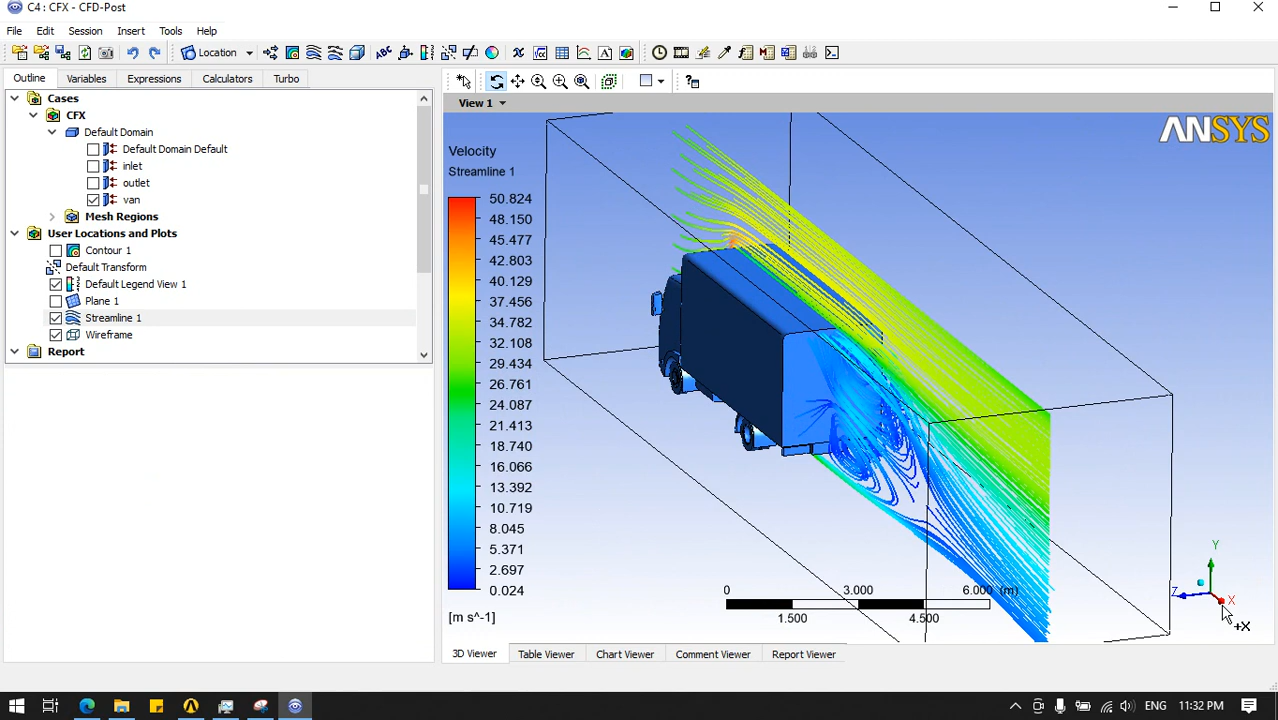 C4 : CFX - CFD-Post
File Edit Session Insert Tools Help
Location
ABC
A
Outline Variables Expressions Calculators Turbo
Cases
CFX
Default Domain
Default Domain Default
inlet
outlet
van
Mesh Regions
User Locations and Plots
Contour 1
Default Transform
Default Legend View 1
Plane 1
Streamline 1
Wireframe
Report
View 1
ANSYS
Velocity
Streamline 1
50.824
48.150
45.477
42.803
40.129
37.456
34.782
32.108
29.434
26.761
24.087
21.413
18.740
16.066
13.392
10.719
8.045
5.371
2.697
0.024
[m s^-1]
0 3.000 6.000 (m)
1.500 4.500
Y
Z
X
+X
3D Viewer Table Viewer Chart Viewer Comment Viewer Report Viewer
ENG 11:32 PM